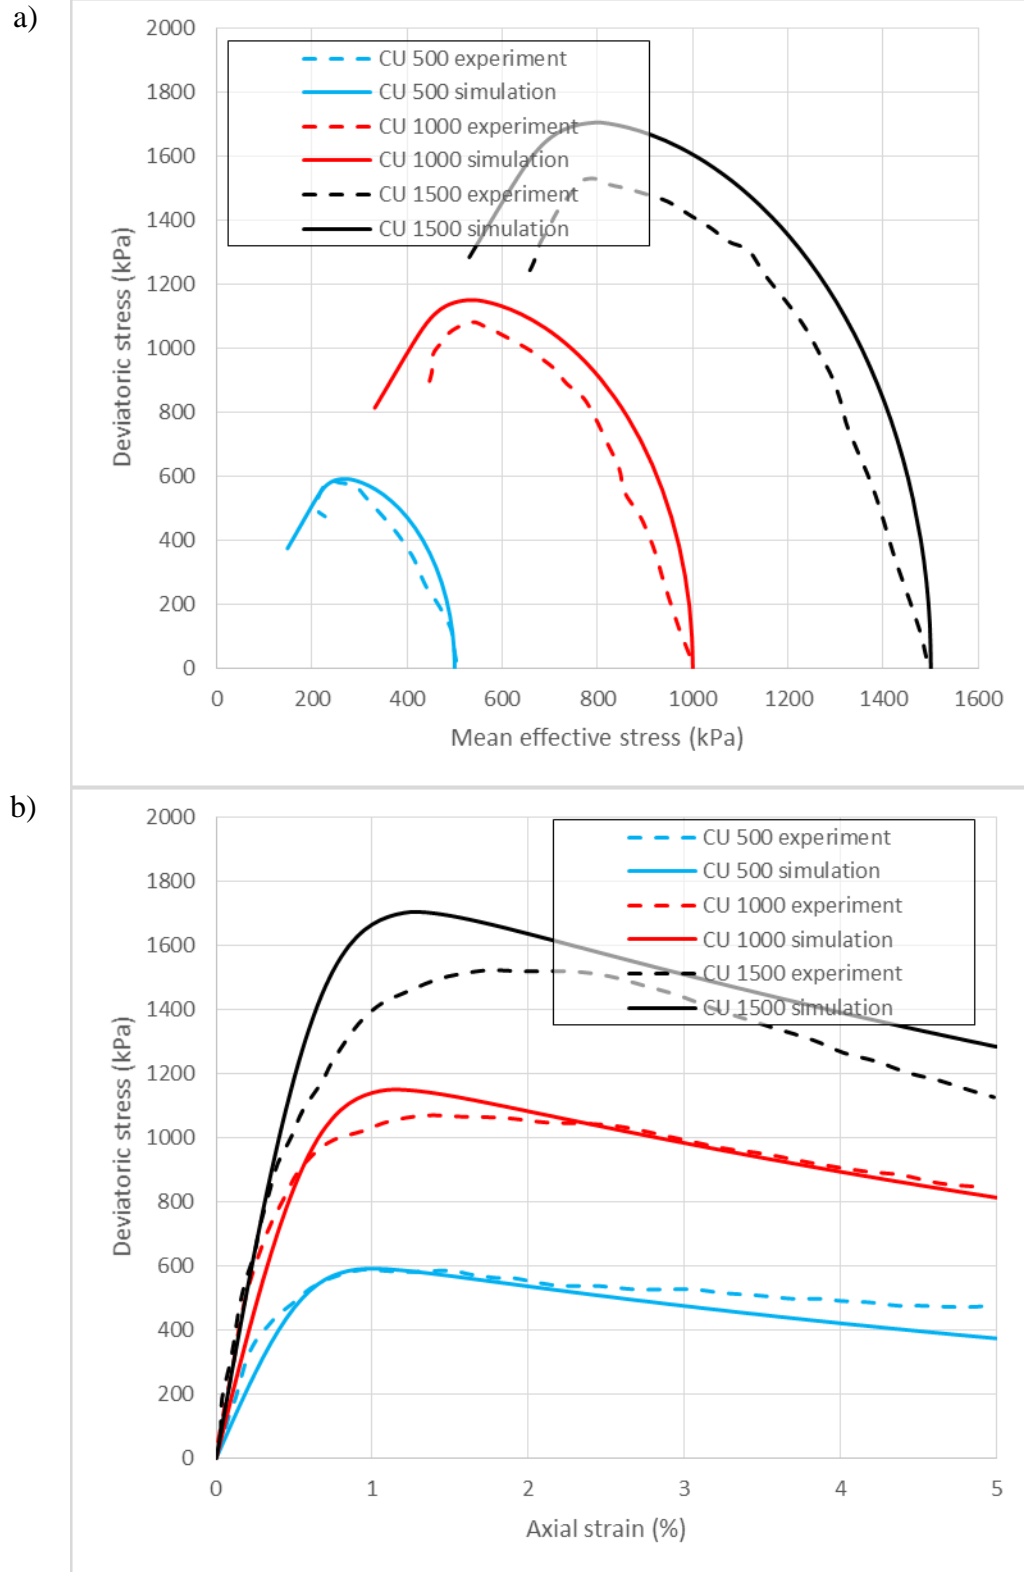 a)
2000
1800
1600
1400
1200
1000
800
600
400
200
0
Deviatoric stress (kPa)
CU 500 experiment
CU 500 simulation
CU 1000 experiment
CU 1000 simulation
CU 1500 experiment
CU 1500 simulation
0 200 400 600 800 1000 1200 1400 1600
Mean effective stress (kPa)
b)
2000
1800
1600
1400
1200
1000
800
600
400
200
0
Deviatoric stress (kPa)
CU 500 experiment
CU 500 simulation
CU 1000 experiment
CU 1000 simulation
CU 1500 experiment
CU 1500 simulation
0 1 2 3 4 5
Axial strain (%)